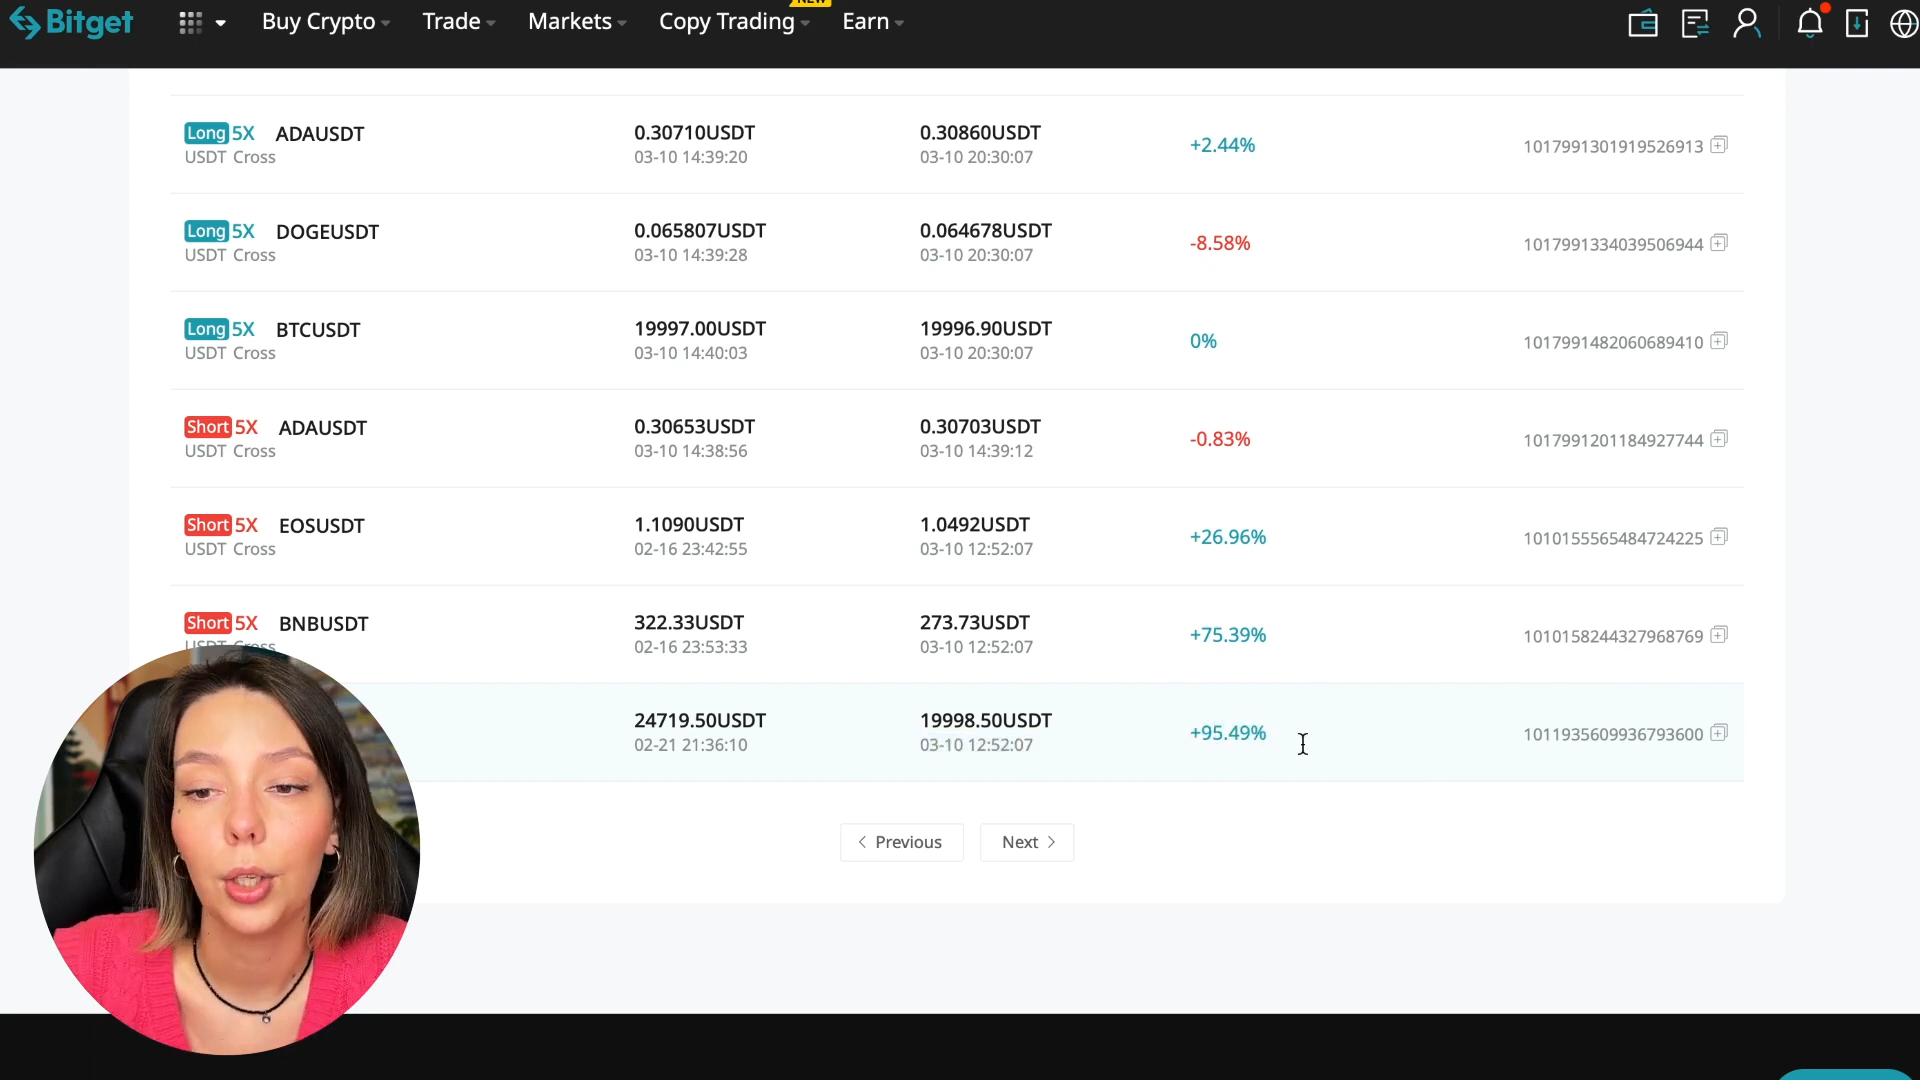 Bitget
Buy Crypto
Trade
Markets
Copy Trading
NEW
Earn
Long 5X ADAUSDT
USDT Cross
0.30710USDT
03-10 14:39:20
0.30860USDT
03-10 20:30:07
+2.44%
1017991301919526913
Long 5X DOGEUSDT
USDT Cross
0.065807USDT
03-10 14:39:28
0.064678USDT
03-10 20:30:07
-8.58%
1017991334039506944
Long 5X BTCUSDT
USDT Cross
19997.00USDT
03-10 14:40:03
19996.90USDT
03-10 20:30:07
0%
1017991482060689410
Short 5X ADAUSDT
USDT Cross
0.30653USDT
03-10 14:38:56
0.30703USDT
03-10 14:39:12
-0.83%
1017991201184927744
Short 5X EOSUSDT
USDT Cross
1.1090USDT
02-16 23:42:55
1.0492USDT
03-10 12:52:07
+26.96%
1010155565484724225
Short 5X BNBUSDT
USDT Cross
322.33USDT
02-16 23:53:33
273.73USDT
03-10 12:52:07
+75.39%
1010158244327968769
24719.50USDT
02-21 21:36:10
19998.50USDT
03-10 12:52:07
+95.49%
1011935609936793600
Previous
Next